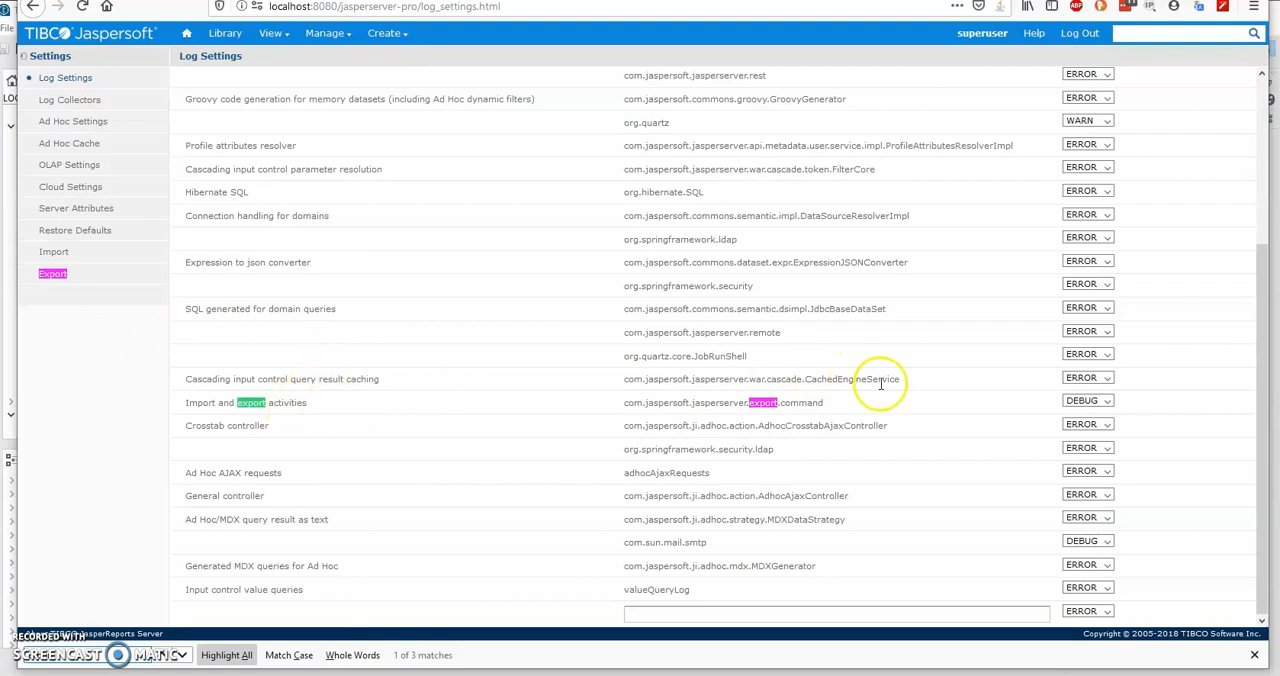 localhost:8080/jasperserver-pro/log_settings.html
File
TIBCO Jaspersoft
Library View Manage Create superuser Help Log Out
Settings
Log Settings
Log Settings
Log Collectors
Ad Hoc Settings
Ad Hoc Cache
OLAP Settings
Cloud Settings
Server Attributes
Restore Defaults
Import
Export
com.jaspersoft.jasperserver.rest ERROR
Groovy code generation for memory datasets (including Ad Hoc dynamic filters) com.jaspersoft.commons.groovy.GroovyGenerator ERROR
org.quartz WARN
Profile attributes resolver com.jaspersoft.jasperserver.api.metadata.user.service.impl.ProfileAttributesResolverImpl ERROR
Cascading input control parameter resolution com.jaspersoft.jasperserver.war.cascade.token.FilterCore ERROR
Hibernate SQL org.hibernate.SQL ERROR
Connection handling for domains com.jaspersoft.commons.semantic.impl.DataSourceResolverImpl ERROR
org.springframework.ldap ERROR
Expression to json converter com.jaspersoft.commons.dataset.expr.ExpressionJSONConverter ERROR
org.springframework.security ERROR
SQL generated for domain queries com.jaspersoft.commons.semantic.dsimpl.JdbcBaseDataSet ERROR
com.jaspersoft.jasperserver.remote ERROR
org.quartz.core.JobRunShell ERROR
Cascading input control query result caching com.jaspersoft.jasperserver.war.cascade.CachedEngineService ERROR
Import and export activities com.jaspersoft.jasperserver.export.command DEBUG
Crosstab controller com.jaspersoft.ji.adhoc.action.AdhocCrosstabAjaxController ERROR
org.springframework.security.ldap ERROR
Ad Hoc AJAX requests adhocAjaxRequests ERROR
General controller com.jaspersoft.ji.adhoc.action.AdhocAjaxController ERROR
Ad Hoc/MDX query result as text com.jaspersoft.ji.adhoc.strategy.MDXDataStrategy ERROR
com.sun.mail.smtp DEBUG
Generated MDX queries for Ad Hoc com.jaspersoft.ji.adhoc.mdx.MDXGenerator ERROR
Input control value queries valueQueryLog ERROR
ERROR
About TIBCO JasperReports Server Copyright © 2005-2018 TIBCO Software Inc.
RECORDED WITH
SCREENCAST MATIC
Highlight All Match Case Whole Words 1 of 3 matches